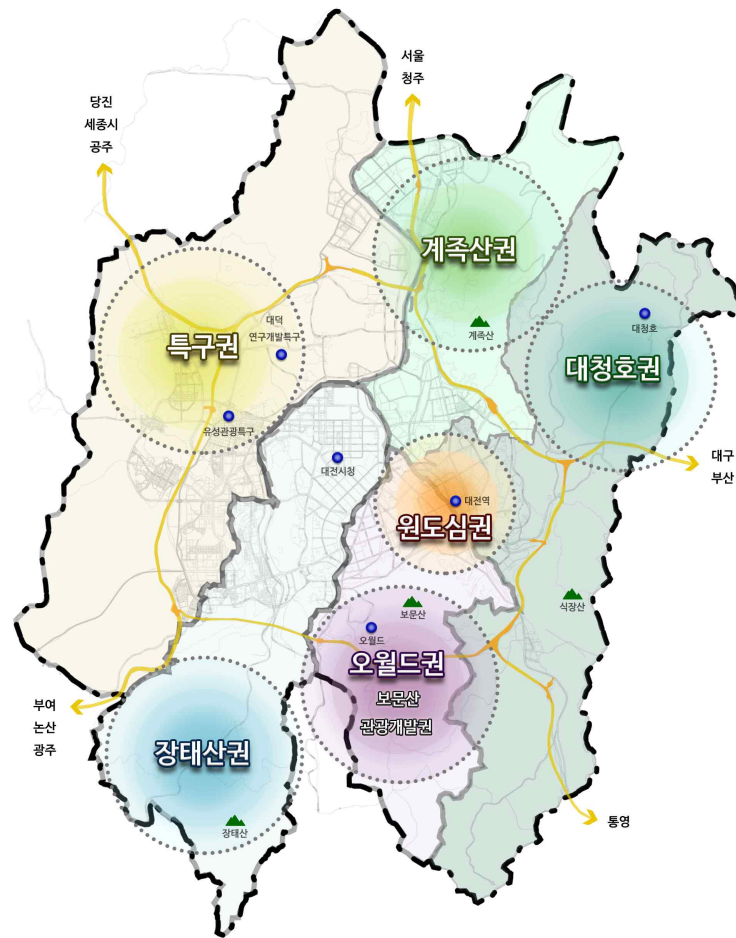 서울
청주
당진
세종시
공주
계족산권
계족산
대청호
대청호권
특구권
대덕
연구개발특구
유성관광특구
대전시청
대전역
원도심권
대구
부산
식장산
보문산
오월드
오월드권
보문산
관광개발권
부여
논산
광주
장태산권
장태산
통영